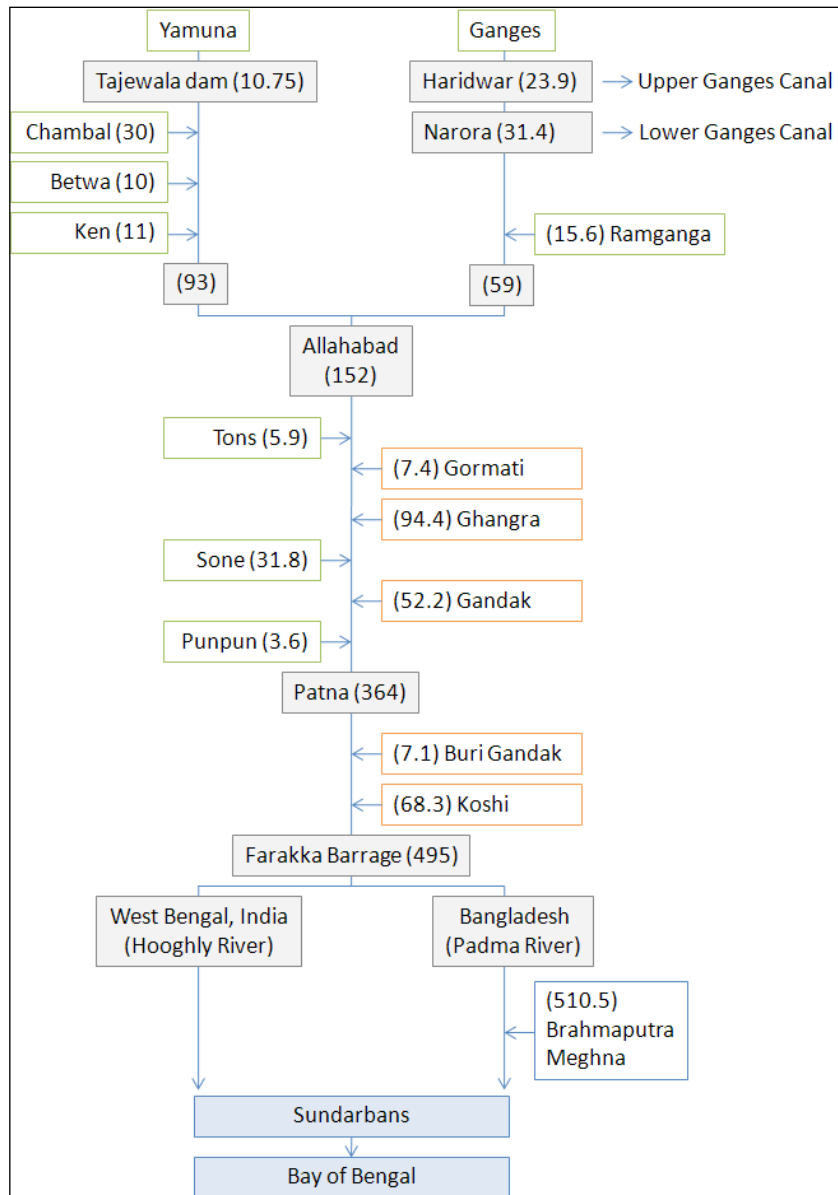 Yamuna
Ganges
Tajewala dam (10.75)
Haridwar (23.9)
Upper Ganges Canal
Chambal (30)
Narora (31.4)
Lower Ganges Canal
Betwa (10)
Ken (11)
(15.6) Ramganga
(93)
(59)
Allahabad
(152)
Tons (5.9)
(7.4) Gormati
(94.4) Ghangra
Sone (31.8)
(52.2) Gandak
Punpun (3.6)
Patna (364)
(7.1) Buri Gandak
(68.3) Koshi
Farakka Barrage (495)
West Bengal, India
(Hooghly River)
Bangladesh
(Padma River)
(510.5)
Brahmaputra
Meghna
Sundarbans
Bay of Bengal